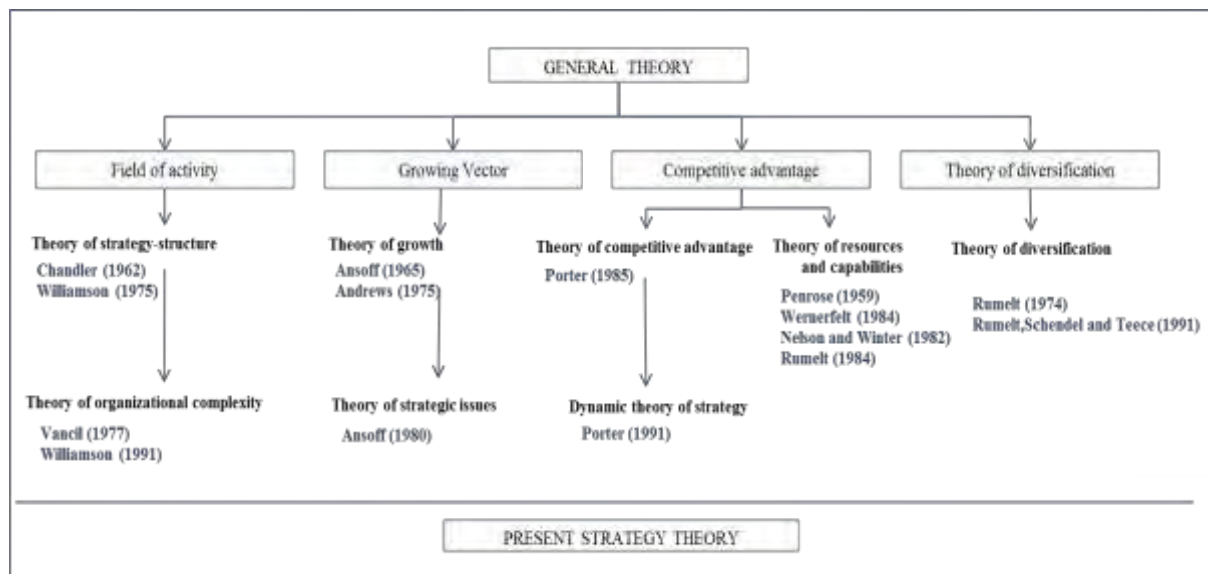 GENERAL THEORY
Field of activity
Growing Vector
Competitive advantage
Theory of diversification
Theory of strategy-structure
Chandler (1962)
Williamson (1975)
Theory of growth
Ansoff (1965)
Andrews (1975)
Theory of competitive advantage
Porter (1985)
Theory of resources
and capabilities
Penrose (1959)
Wernerfelt (1984)
Nelson and Winter (1982)
Rumelt (1984)
Theory of diversification
Rumelt (1974)
Rumelt,Schendel and Teece (1991)
Theory of organizational complexity
Vancil (1977)
Williamson (1991)
Theory of strategic issues
Ansoff (1980)
Dynamic theory of strategy
Porter (1991)
PRESENT STRATEGY THEORY